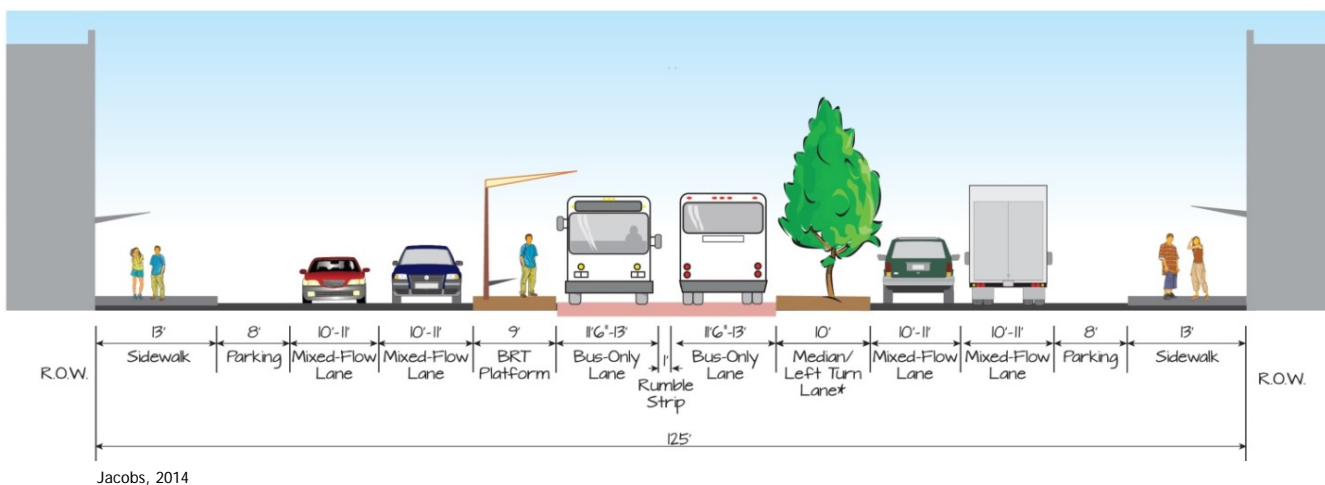 13'
8'
10'-11'
10'-11'
9'
11'6"-13'
11'6"-13'
10'
10'-11'
10'-11'
8'
13'
Sidewalk
Parking
Mixed-Flow
Lane
Mixed-Flow
Lane
BRT
Platform
Bus-Only
Lane
1'
Rumble
Strip
Bus-Only
Lane
Median/
Left Turn
Lane*
Mixed-Flow
Lane
Mixed-Flow
Lane
Parking
Sidewalk
R.O.W.
R.O.W.
125'
Jacobs, 2014